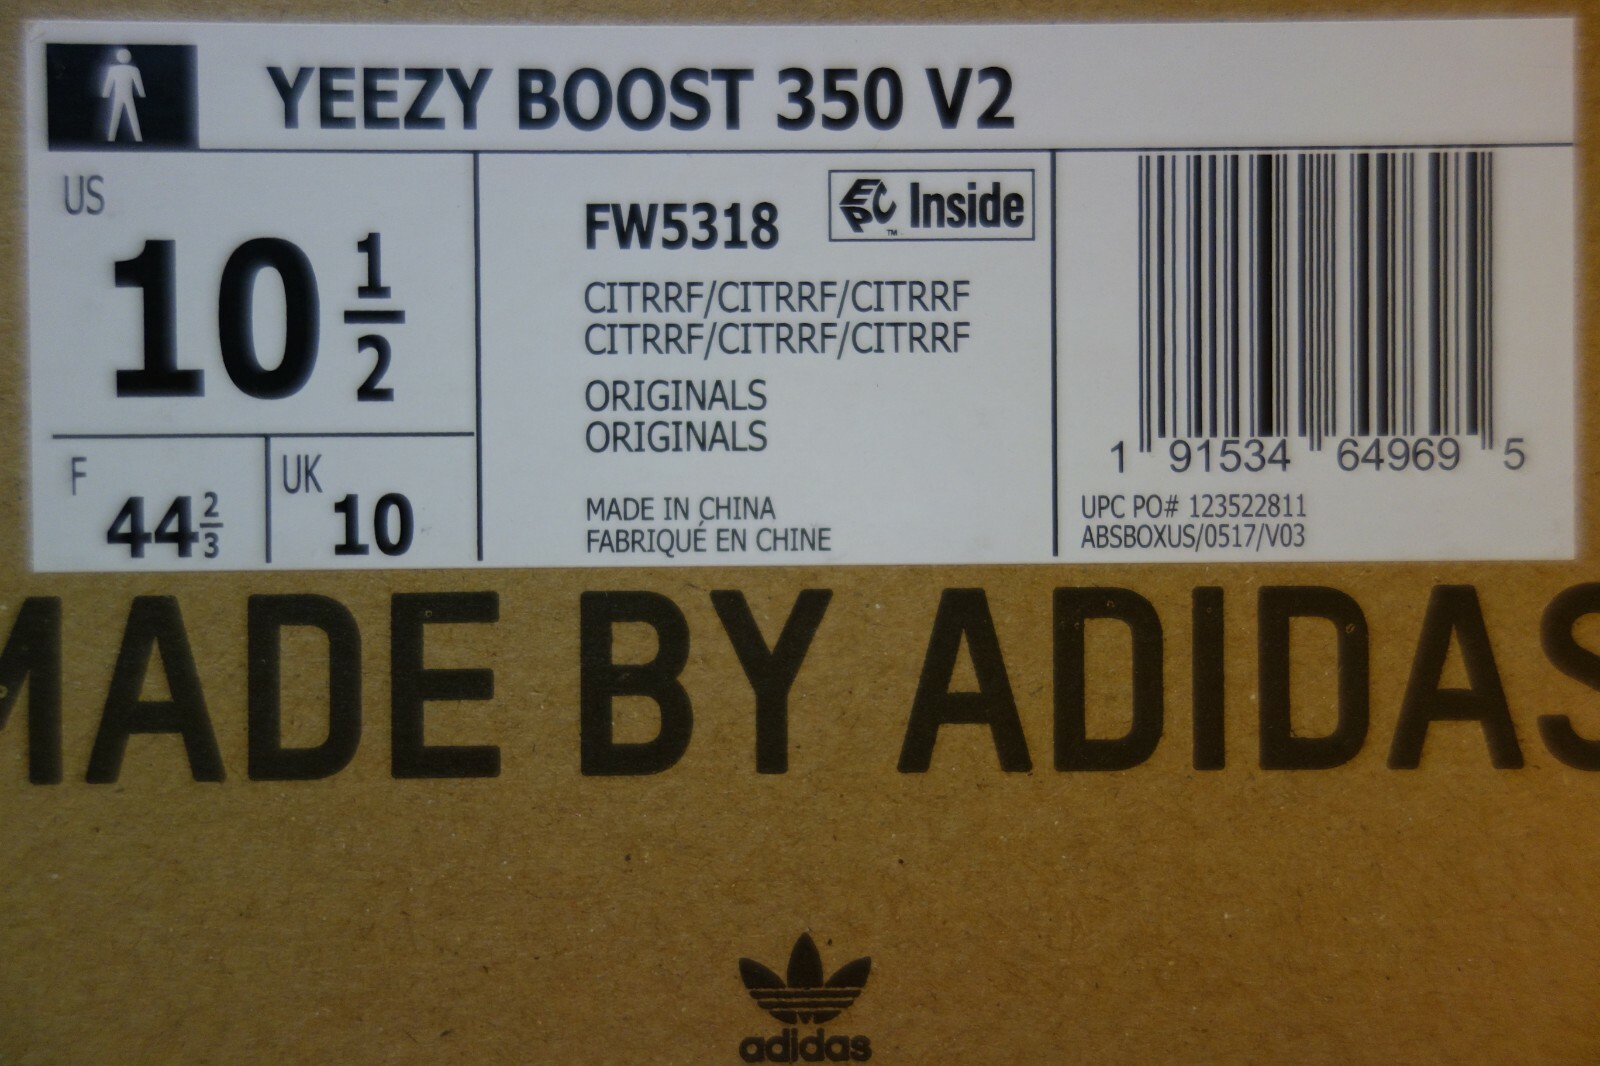 YEEZY BOOST 350 V2
US
10 1/2
F
44 2/3
UK
10
FW5318
EPC Inside
™
CITRRF/CITRRF/CITRRF
CITRRF/CITRRF/CITRRF
ORIGINALS
ORIGINALS
MADE IN CHINA
FABRIQUÉ EN CHINE
1 91534 64969 5
UPC PO# 123522811
ABSBOXUS/0517/V03
MADE BY ADIDAS
adidas